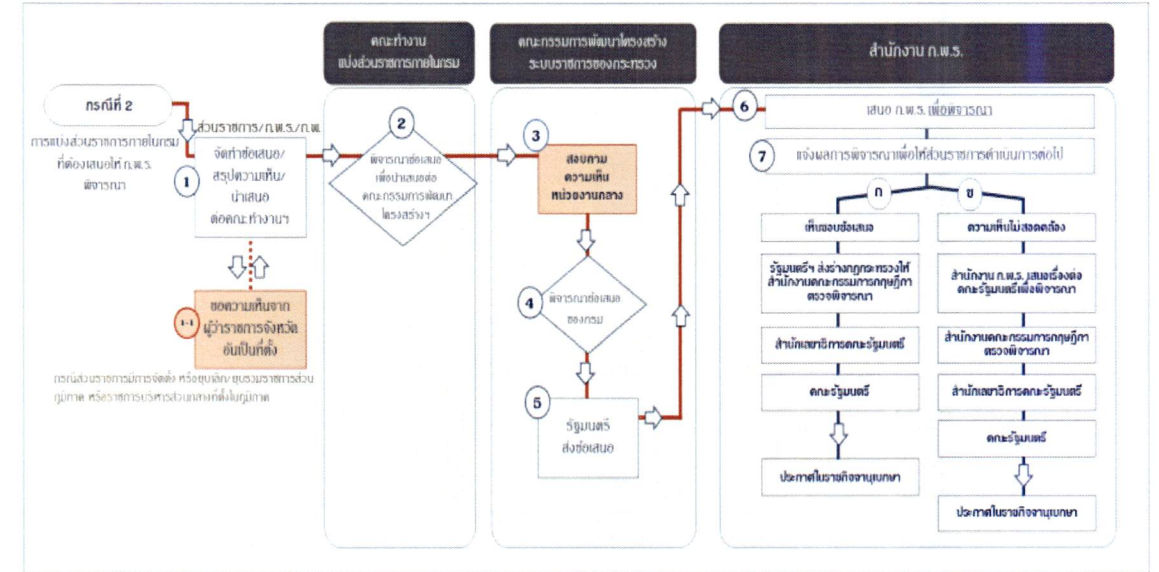 คณะทำงาน
แบ่งส่วนราชการภายในกรม
คณะกรรมการพัฒนาโครงสร้าง
ระบบราชการของกระทรวง
สำนักงาน ก.พ.ร.
กรณีที่ 2
การแบ่งส่วนราชการภายในกรม
ที่ต้องเสนอให้ ก.พ.ร.
พิจารณา
ส่วนราชการ/ก.พ.ร./ก.พ.
1
จัดทำข้อเสนอ/
สรุปความเห็น/
นำเสนอ
ต่อคณะทำงานฯ
1-1
ขอความเห็นจาก
ผู้ว่าราชการจังหวัด
อันเป็นที่ตั้ง
กรณีส่วนราชการมีการจัดตั้ง หรือยุบเลิก/ ยุบรวมราชการส่วน
ภูมิภาค หรือราชการบริหารส่วนกลางที่ตั้งในภูมิภาค
2
พิจารณาข้อเสนอ
เพื่อนำเสนอต่อ
คณะกรรมการพัฒนา
โครงสร้างฯ
3
สอบถาม
ความเห็น
หน่วยงานกลาง
4
พิจารณาข้อเสนอ
ของกรม
5
รัฐมนตรี
ส่งข้อเสนอ
6
เสนอ ก.พ.ร. เพื่อพิจารณา
7
แจ้งผลการพิจารณาเพื่อให้ส่วนราชการดำเนินการต่อไป
ก
เห็นชอบข้อเสนอ
รัฐมนตรีฯ ส่งร่างกฎกระทรวงให้
สำนักงานคณะกรรมการกฤษฎีกา
ตรวจพิจารณา
สำนักเลขาธิการคณะรัฐมนตรี
คณะรัฐมนตรี
ประกาศในราชกิจจานุเบกษา
ข
ความเห็นไม่สอดคล้อง
สำนักงาน ก.พ.ร. เสนอเรื่องต่อ
คณะรัฐมนตรีเพื่อพิจารณา
สำนักงานคณะกรรมการกฤษฎีกา
ตรวจพิจารณา
สำนักเลขาธิการคณะรัฐมนตรี
คณะรัฐมนตรี
ประกาศในราชกิจจานุเบกษา